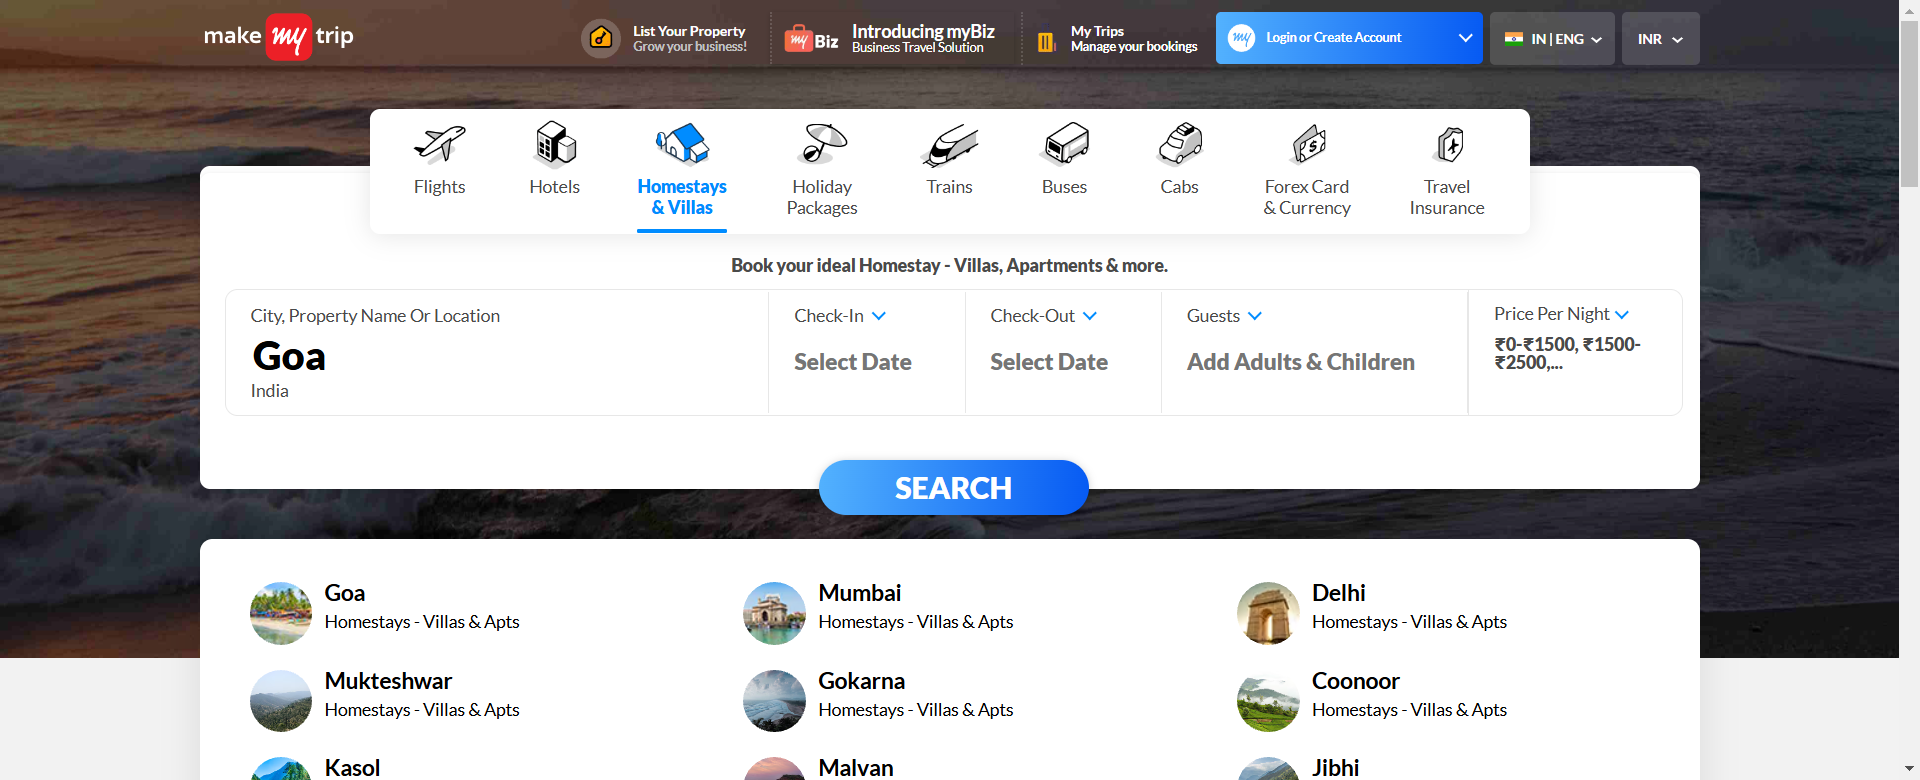 make my trip
List Your Property
Grow your business!
my Biz
Introducing myBiz
Business Travel Solution
My Trips
Manage your bookings
my
Login or Create Account
IN | ENG
INR
Flights
Hotels
Homestays
& Villas
Holiday
Packages
Trains
Buses
Cabs
Forex Card
& Currency
Travel
Insurance
Book your ideal Homestay - Villas, Apartments & more.
City, Property Name Or Location
Goa
India
Check-In
Select Date
Check-Out
Select Date
Guests
Add Adults & Children
Price Per Night
₹0-₹1500, ₹1500-
₹2500,...
SEARCH
Goa
Homestays - Villas & Apts
Mumbai
Homestays - Villas & Apts
Delhi
Homestays - Villas & Apts
Mukteshwar
Homestays - Villas & Apts
Gokarna
Homestays - Villas & Apts
Coonoor
Homestays - Villas & Apts
Kasol
Malvan
Jibhi